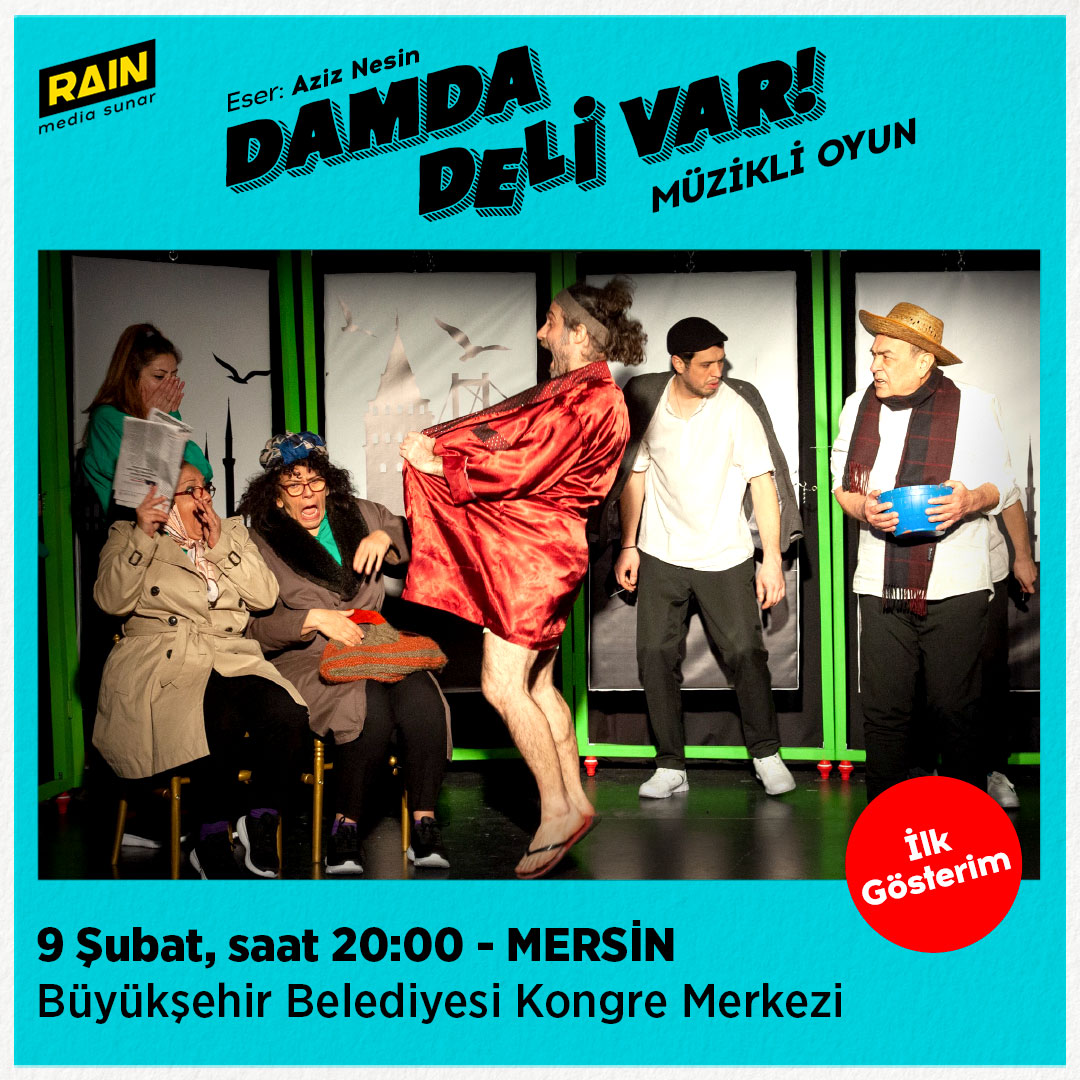 RAIN
media sunar
Eser: Aziz Nesin
DAMDA
DELİ VAR!
MÜZİKLİ OYUN
İlk
Gösterim
9 Şubat, saat 20:00 - MERSİN
Büyükşehir Belediyesi Kongre Merkezi